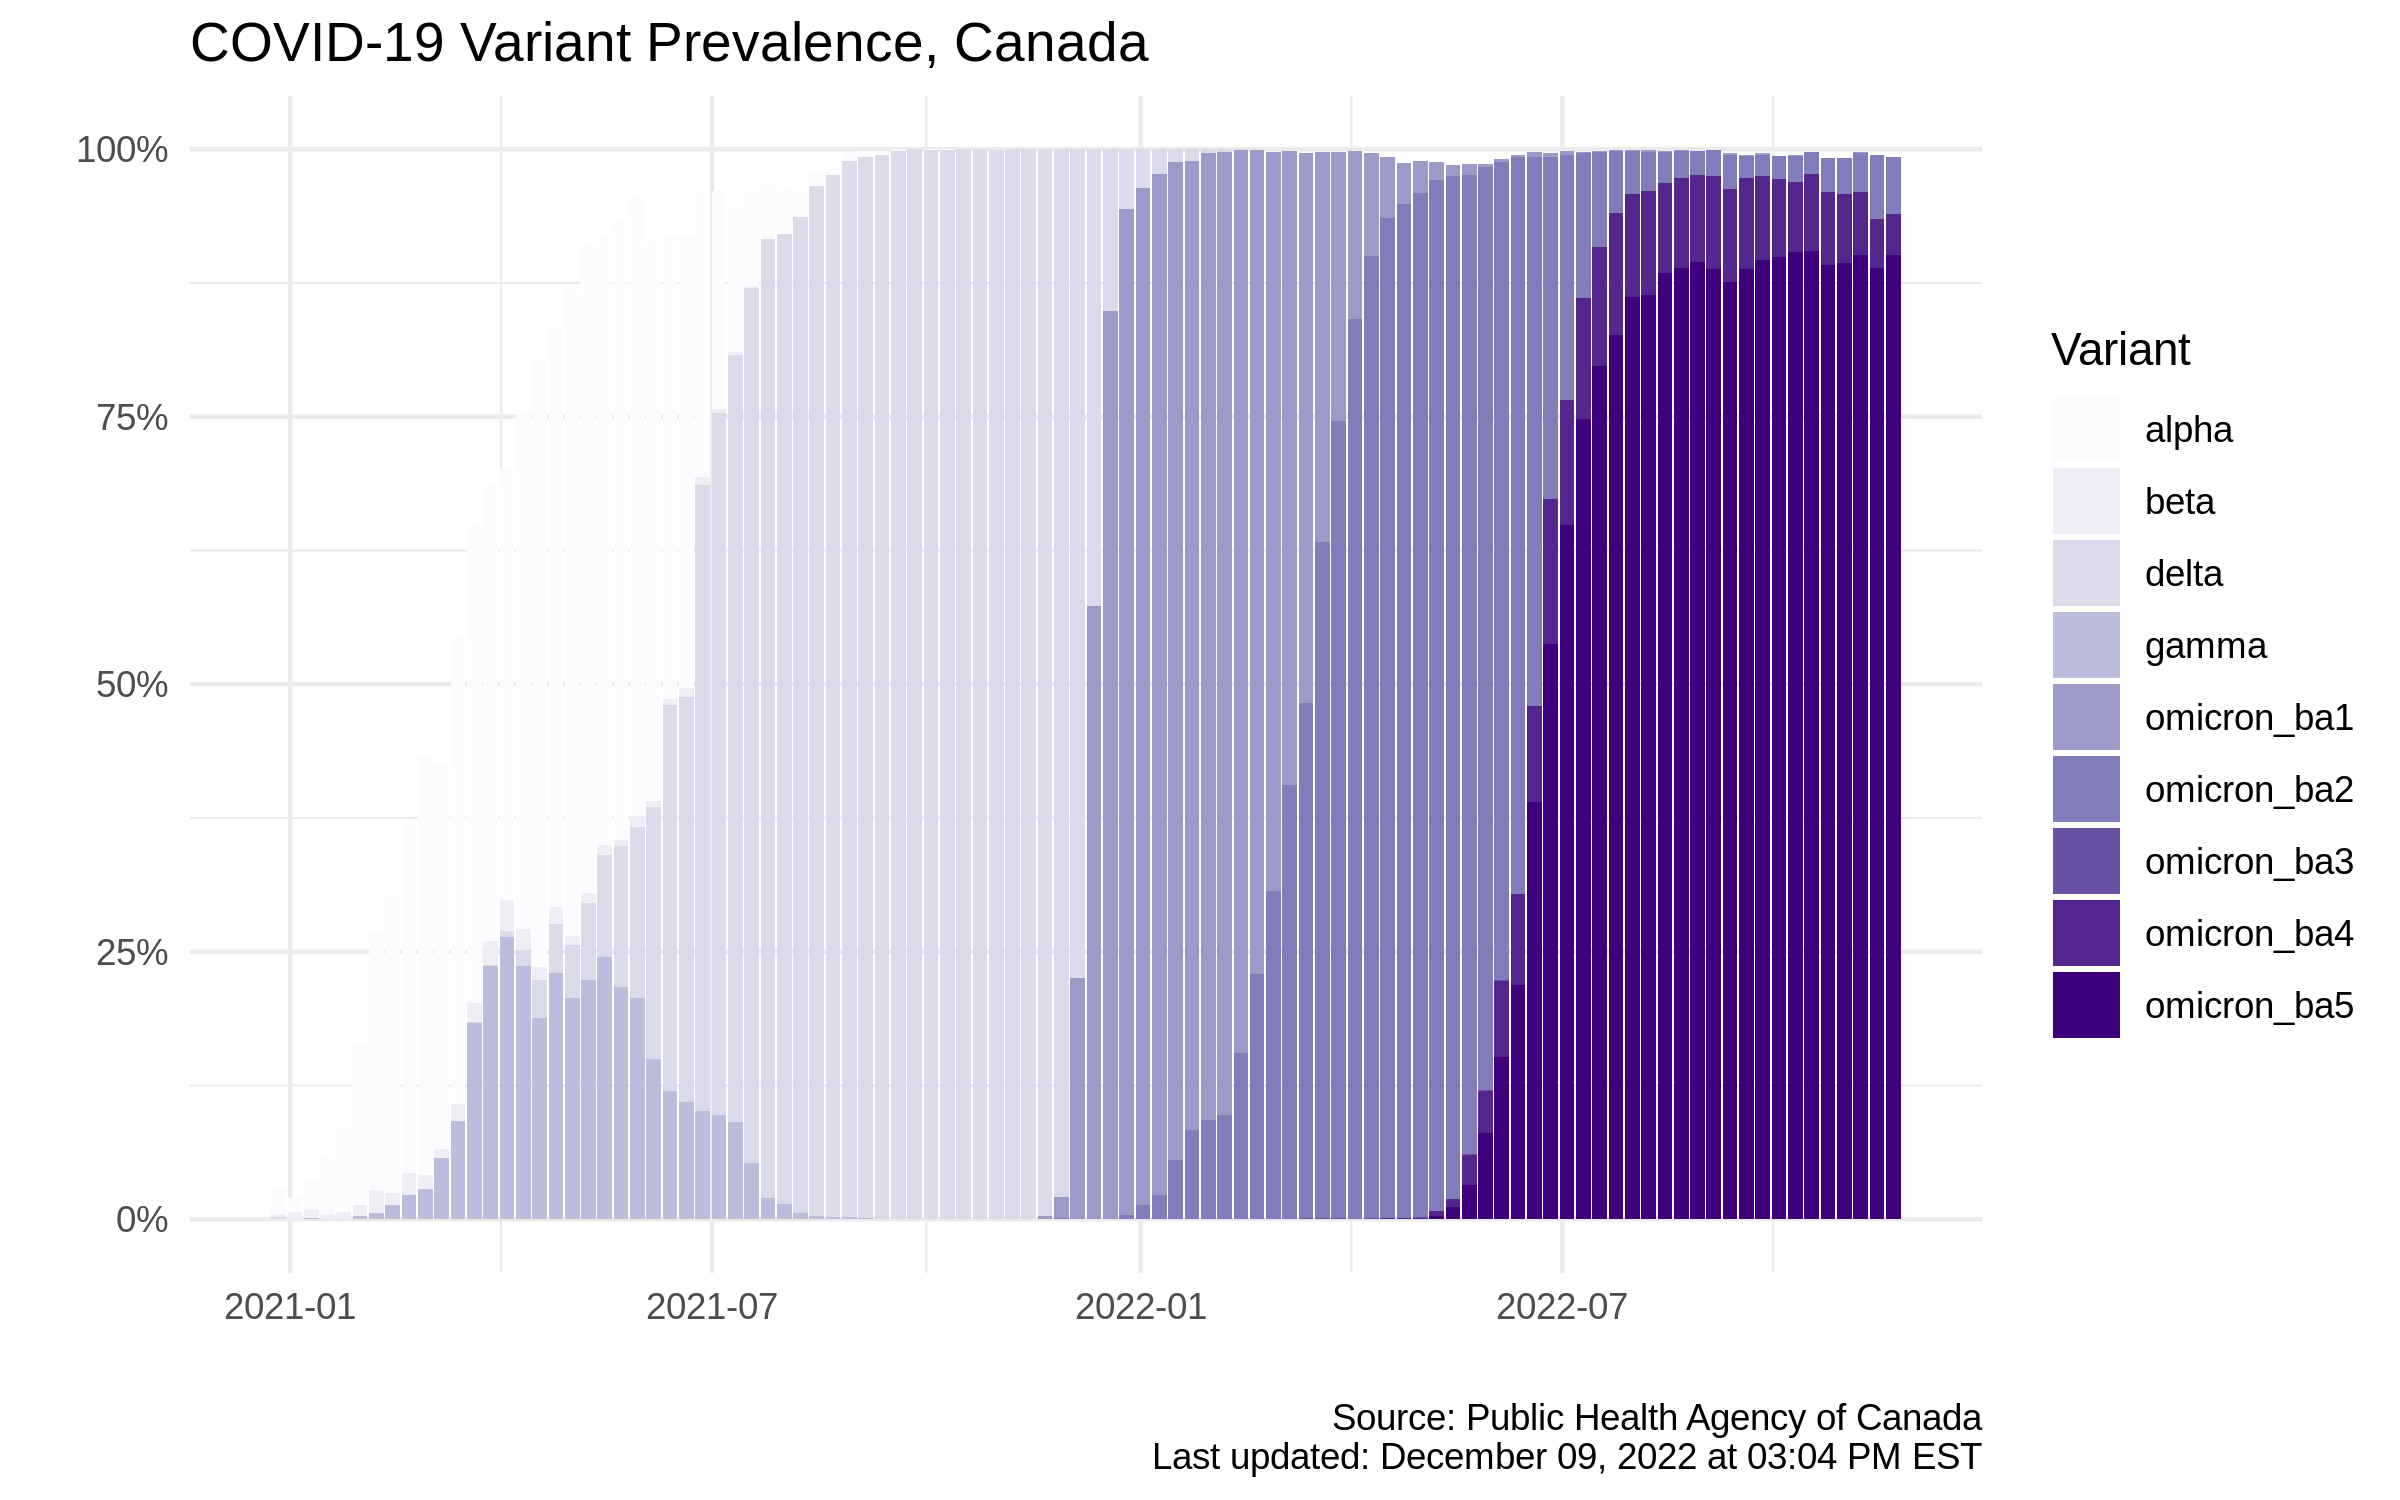 COVID-19 Variant Prevalence, Canada
100%
75%
50%
25%
0%
2021-01
2021-07
2022-01
2022-07
Variant
alpha
beta
delta
gamma
omicron_ba1
omicron_ba2
omicron_ba3
omicron_ba4
omicron_ba5
Source: Public Health Agency of Canada
Last updated: December 09, 2022 at 03:04 PM EST